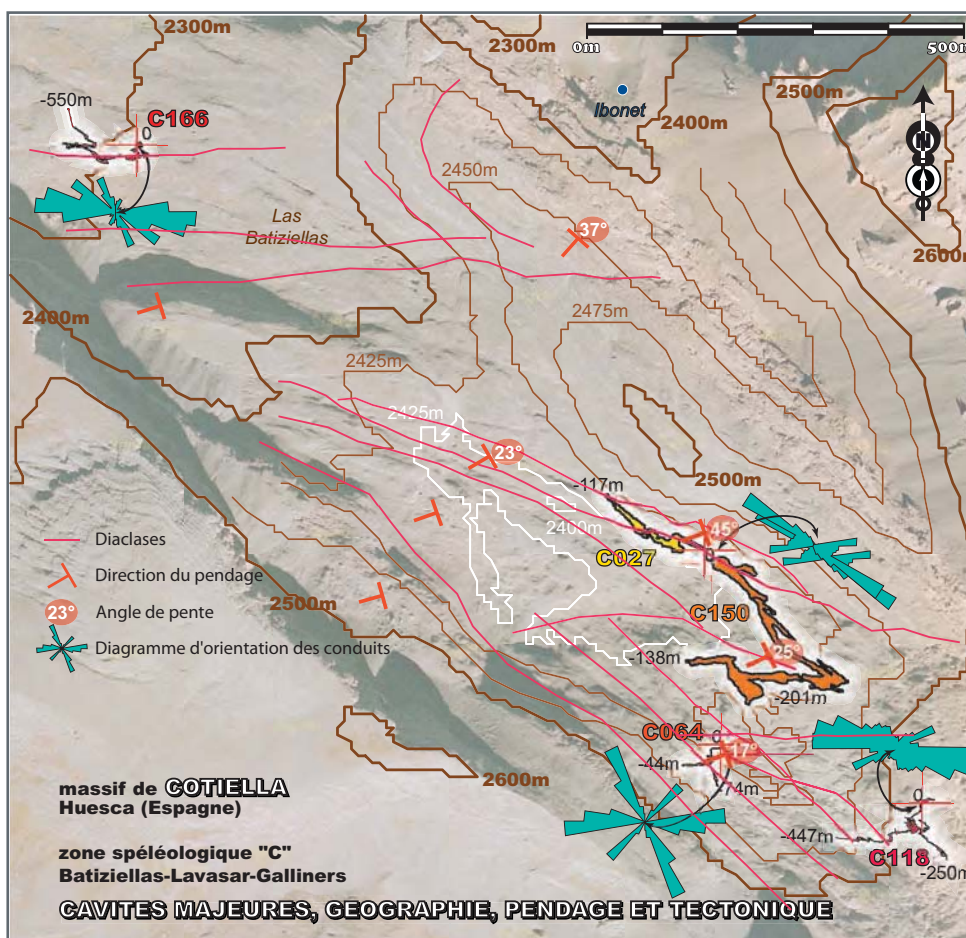 2300m
2300m
0m
500m
2500m
-550m
C166
0
Ibonet
2400m
N
2450m
Las
Batiziellas
37°
2600m
2400m
2475m
2425m
2425m
23°
2500m
-117m
2400m
45°
C027
0
Diaclases
Direction du pendage
2500m
C150
23°
Angle de pente
Diagramme d'orientation des conduits
25°
-138m
-201m
C064
0
17°
-44m
-74m
2600m
massif de COTIELLA
Huesca (Espagne)
0
-447m
zone spéléologique "C"
C118
Batiziellas-Lavasar-Galliners
-250m
CAVITES MAJEURES, GEOGRAPHIE, PENDAGE ET TECTONIQUE